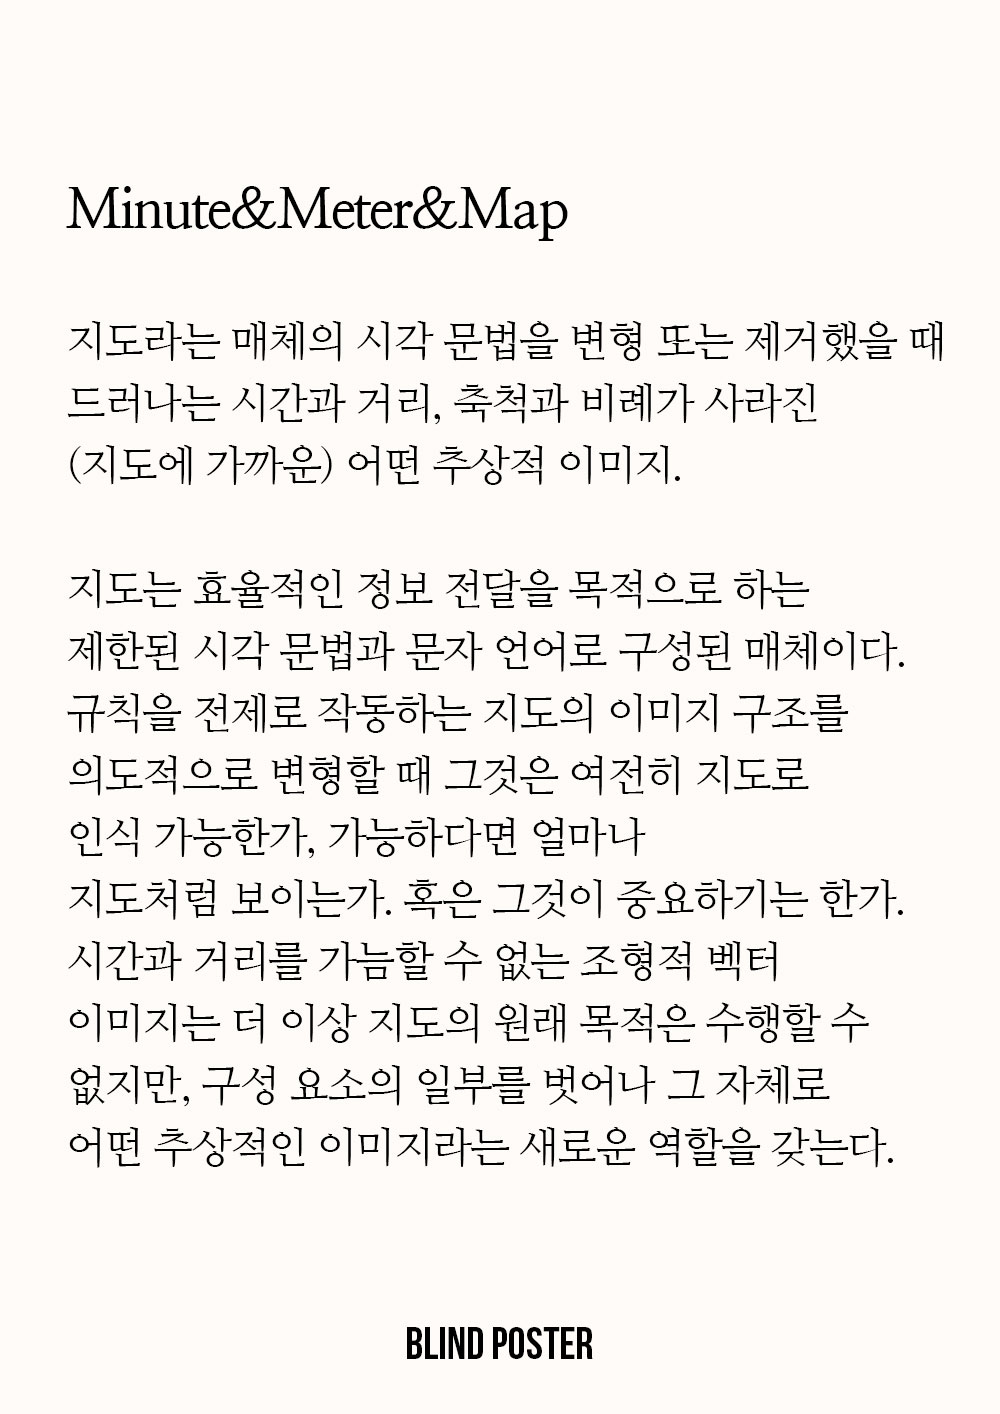 Minute&Meter&Map
지도라는 매체의 시각 문법을 변형 또는 제거했을 때
드러나는 시간과 거리, 축척과 비례가 사라진
(지도에 가까운) 어떤 추상적 이미지.
지도는 효율적인 정보 전달을 목적으로 하는
제한된 시각 문법과 문자 언어로 구성된 매체이다.
규칙을 전제로 작동하는 지도의 이미지 구조를
의도적으로 변형할 때 그것은 여전히 지도로
인식 가능한가, 가능하다면 얼마나
지도처럼 보이는가. 혹은 그것이 중요하기는 한가.
시간과 거리를 가늠할 수 없는 조형적 벡터
이미지는 더 이상 지도의 원래 목적은 수행할 수
없지만, 구성 요소의 일부를 벗어나 그 자체로
어떤 추상적인 이미지라는 새로운 역할을 갖는다.
BLIND POSTER